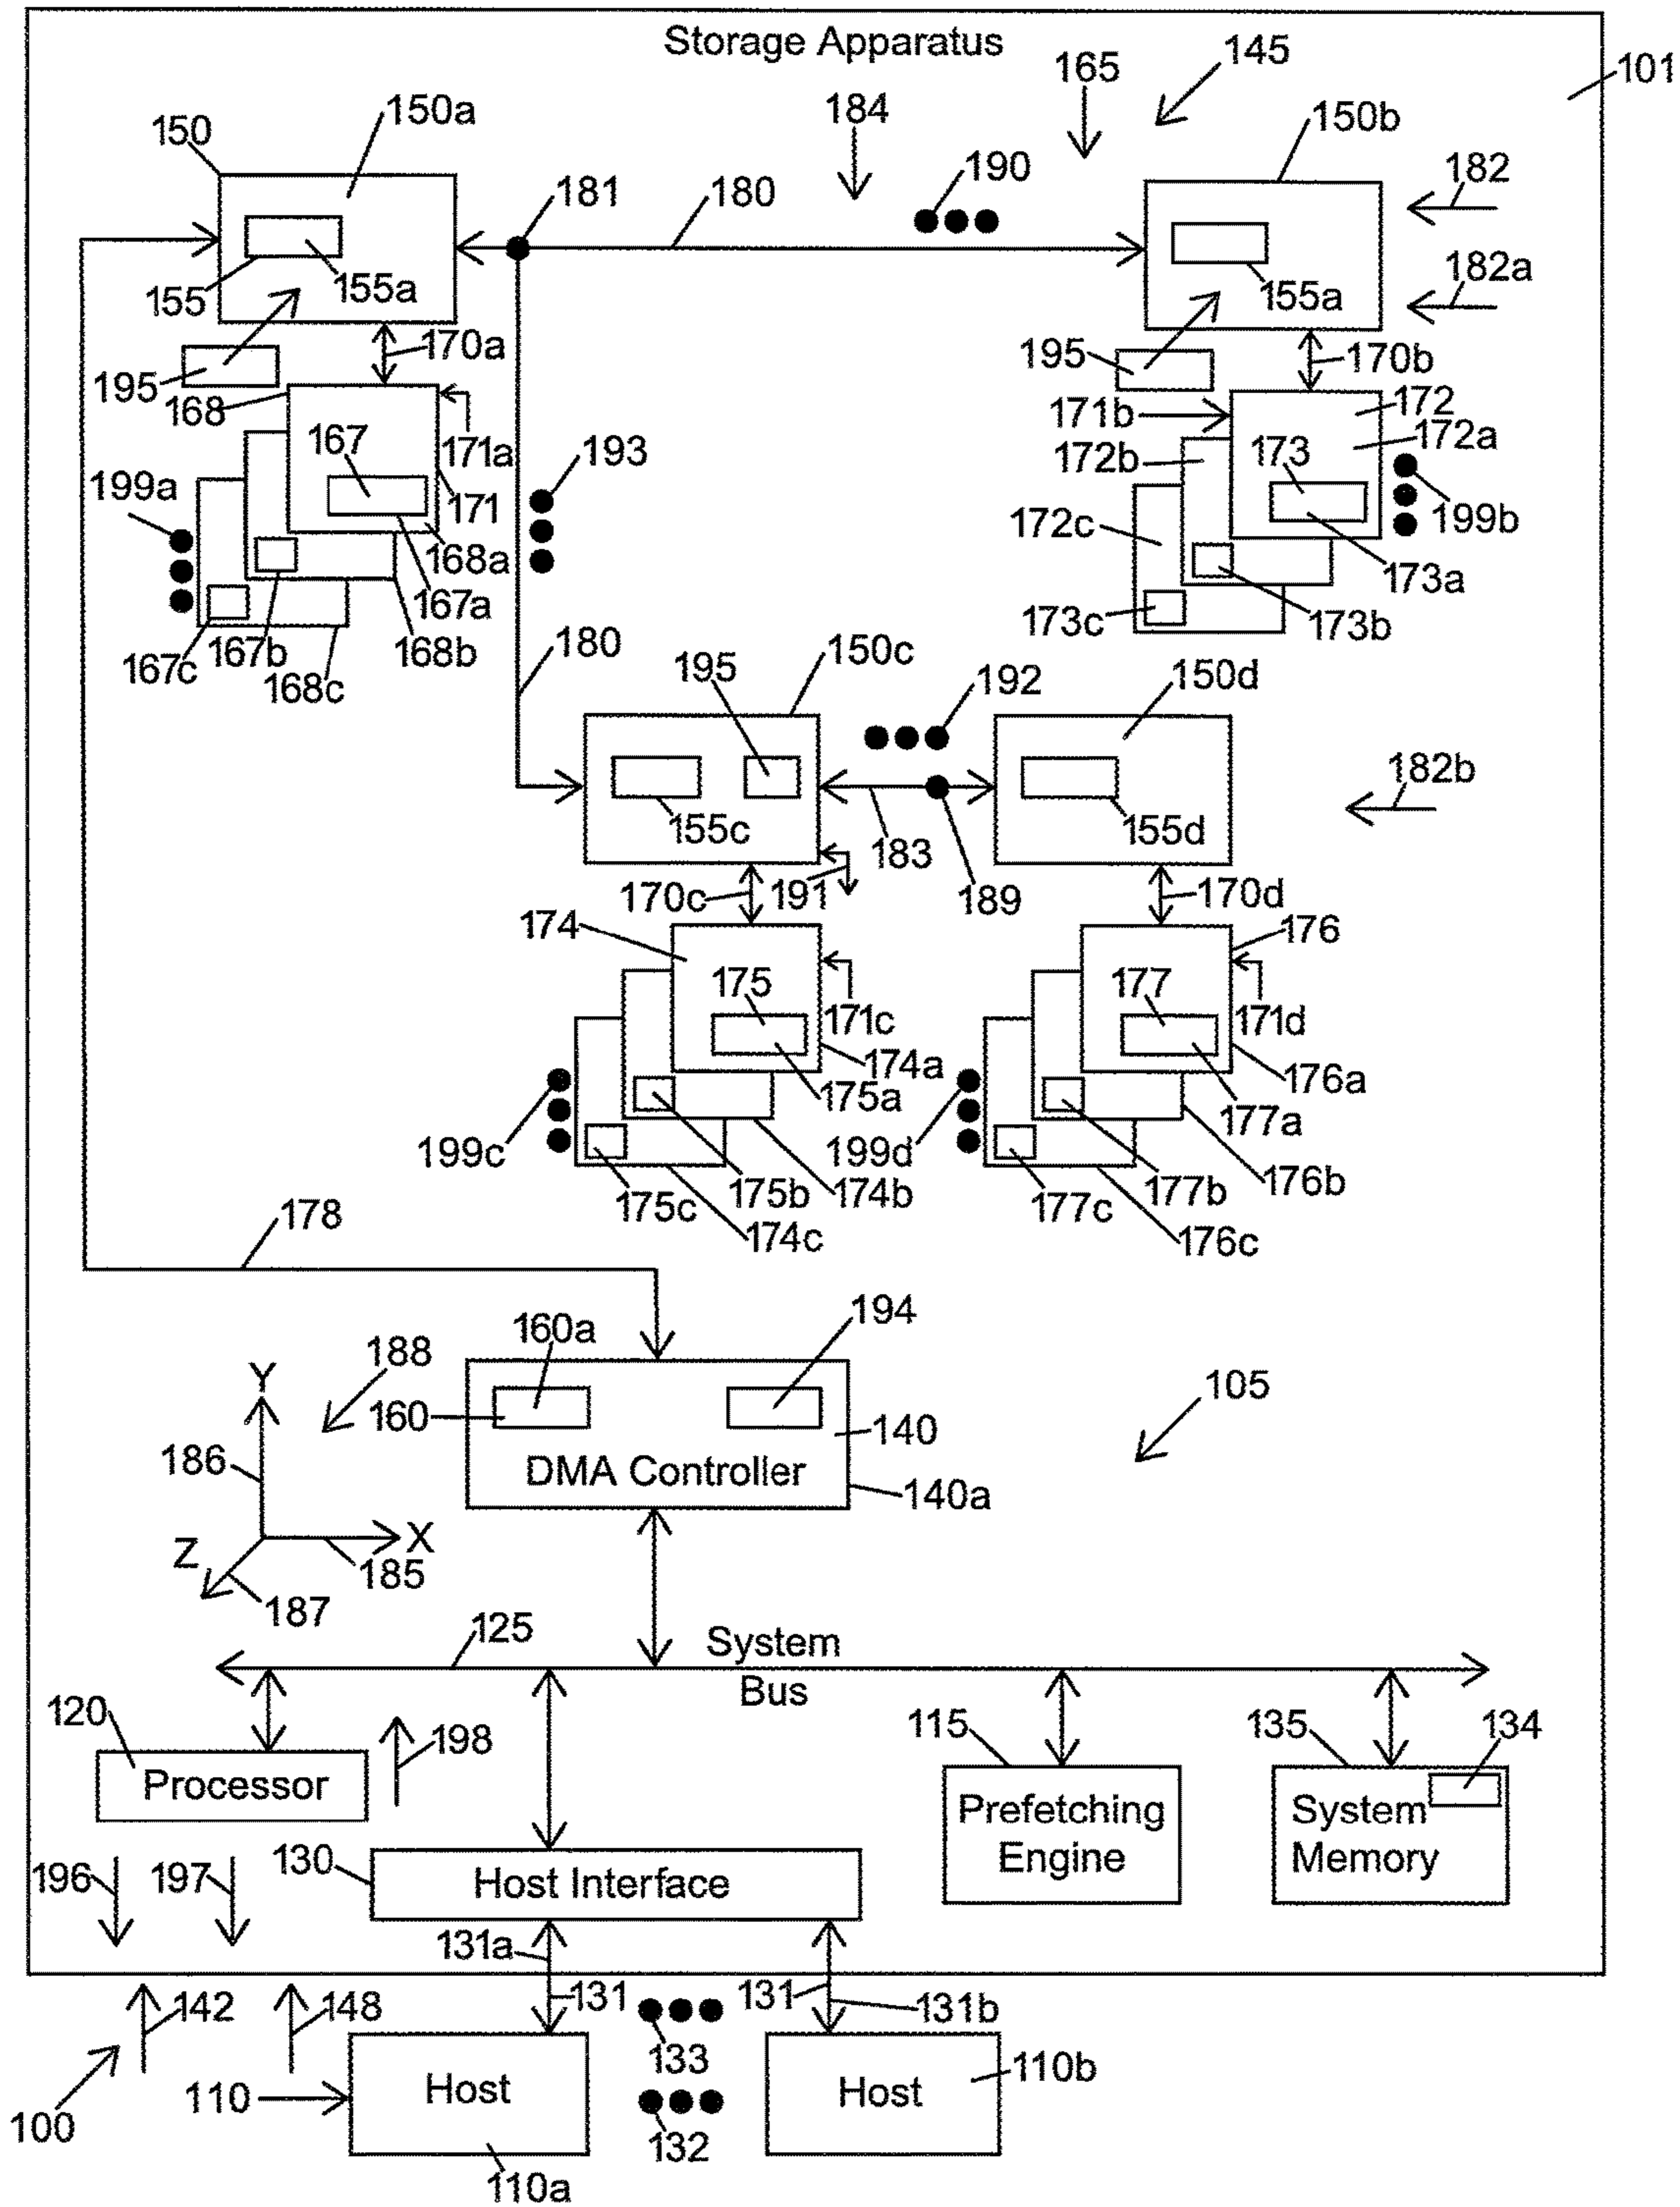 Storage Apparatus
145
165
101
184
150a
150
150b
190
182
181
180
182a
155
155a
155a
170a
195
170b
195
168
172
171b
171a
172a
167
193
172b
173
199a
171
199b
172c
168a
173a
167a
173c
173b
167b
168b
167c
168c
180
195
150c
192
150d
182b
155c
155d
183
170c
191
189
170d
174
176
175
177
171c
171d
174a
176a
175a
177a
199c
199d
175b
174b
177b
176b
175c
177c
174c
176c
178
194
160a
188
Y
105
160
140
186
DMA Controller
140a
X
Z
185
187
125
System
Bus
120
198
115
135
134
Processor
Prefetching
Engine
System
Memory
130
196
197
Host Interface
131a
142
148
131
131
131b
133
110
Host
110b
Host
100
132
110a